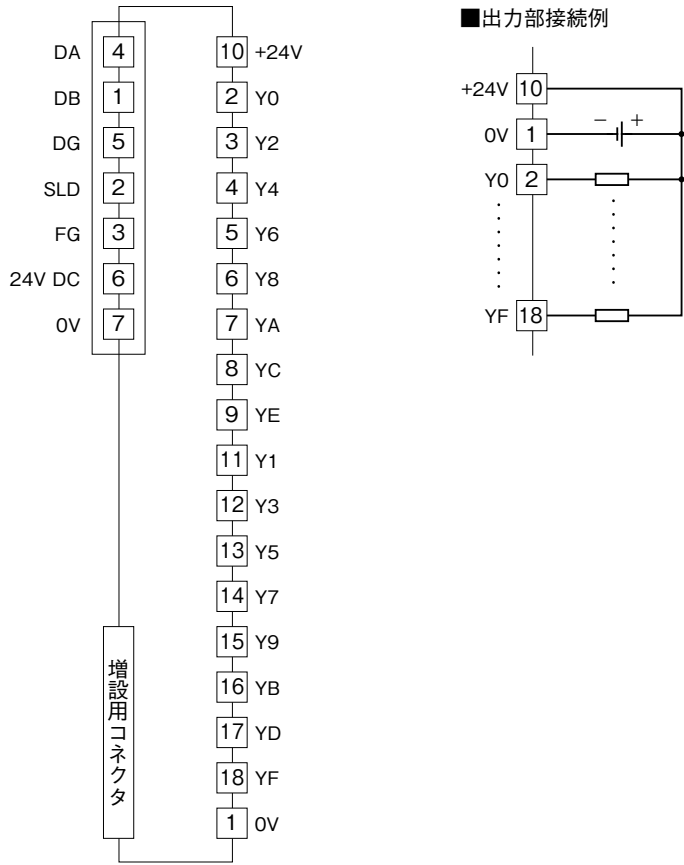 DA 4
DB 1
DG 5
SLD 2
FG 3
24V DC 6
0V 7
増設用コネクタ
10 +24V
2 Y0
3 Y2
4 Y4
5 Y6
6 Y8
7 YA
8 YC
9 YE
11 Y1
12 Y3
13 Y5
14 Y7
15 Y9
16 YB
17 YD
18 YF
1 0V
■出力部接続例
+24V 10
0V 1 − +
Y0 2
YF 18